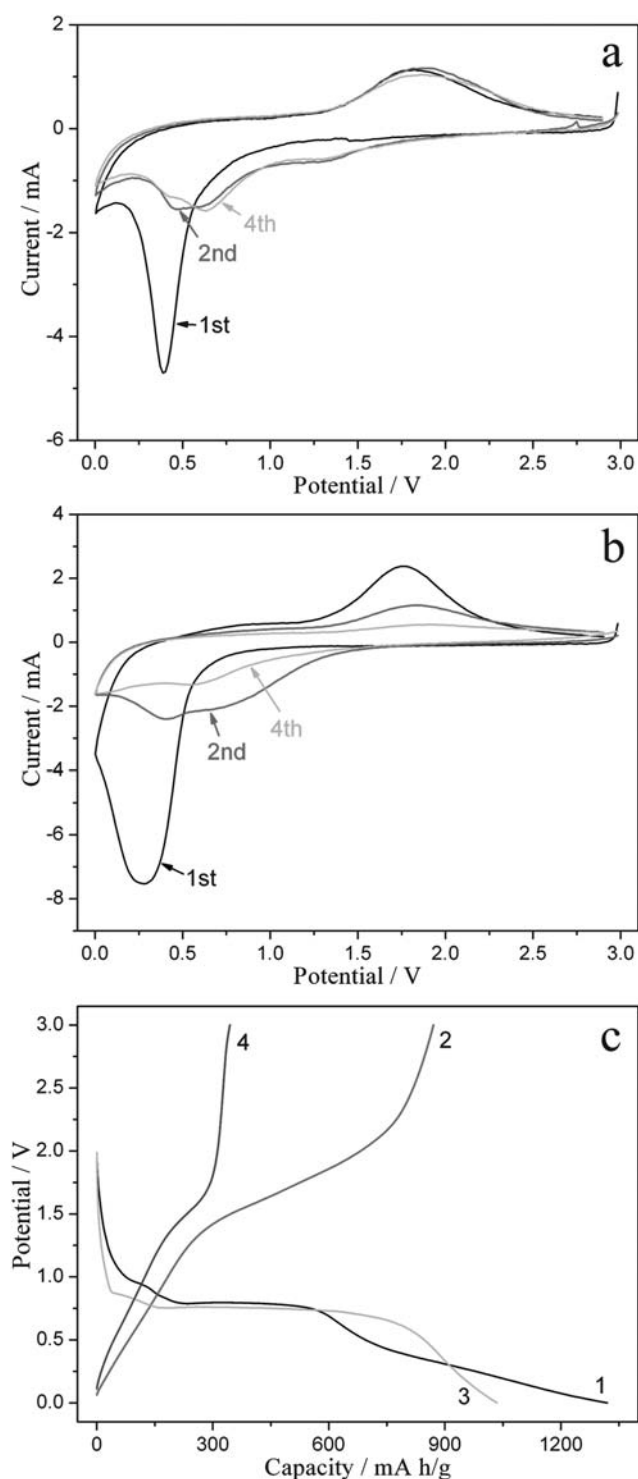 a
2
0
-2
-4
-6
Current / mA
4th
2nd
1st
0.0 0.5 1.0 1.5 2.0 2.5 3.0
Potential / V
b
4
2
0
-2
-4
-6
-8
Current / mA
4th
2nd
1st
0.0 0.5 1.0 1.5 2.0 2.5 3.0
Potential / V
c
3.0
2.5
2.0
1.5
1.0
0.5
0.0
Potential / V
4 2
3 1
0 300 600 900 1200
Capacity / mA h/g